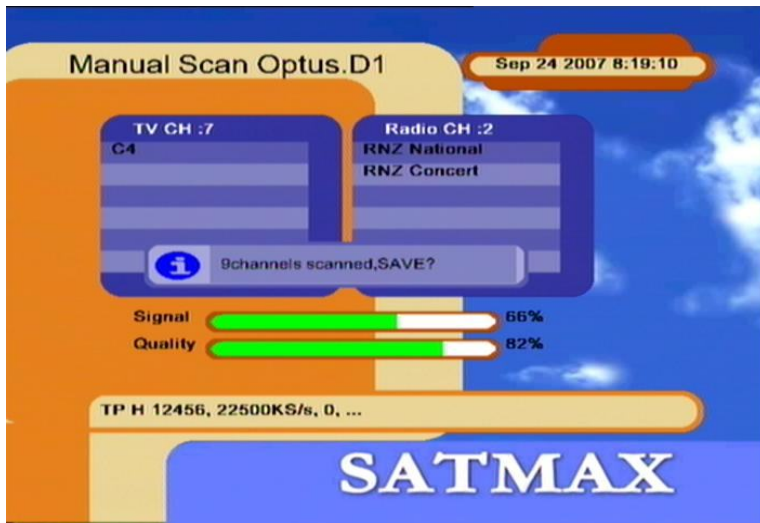 Manual Scan Optus.D1
Sep 24 2007 8:19:10
TV CH :7
C4
Radio CH :2
RNZ National
RNZ Concert
9channels scanned,SAVE?
Signal 66%
Quality 82%
TP H 12456, 22500KS/s, 0, ...
SATMAX